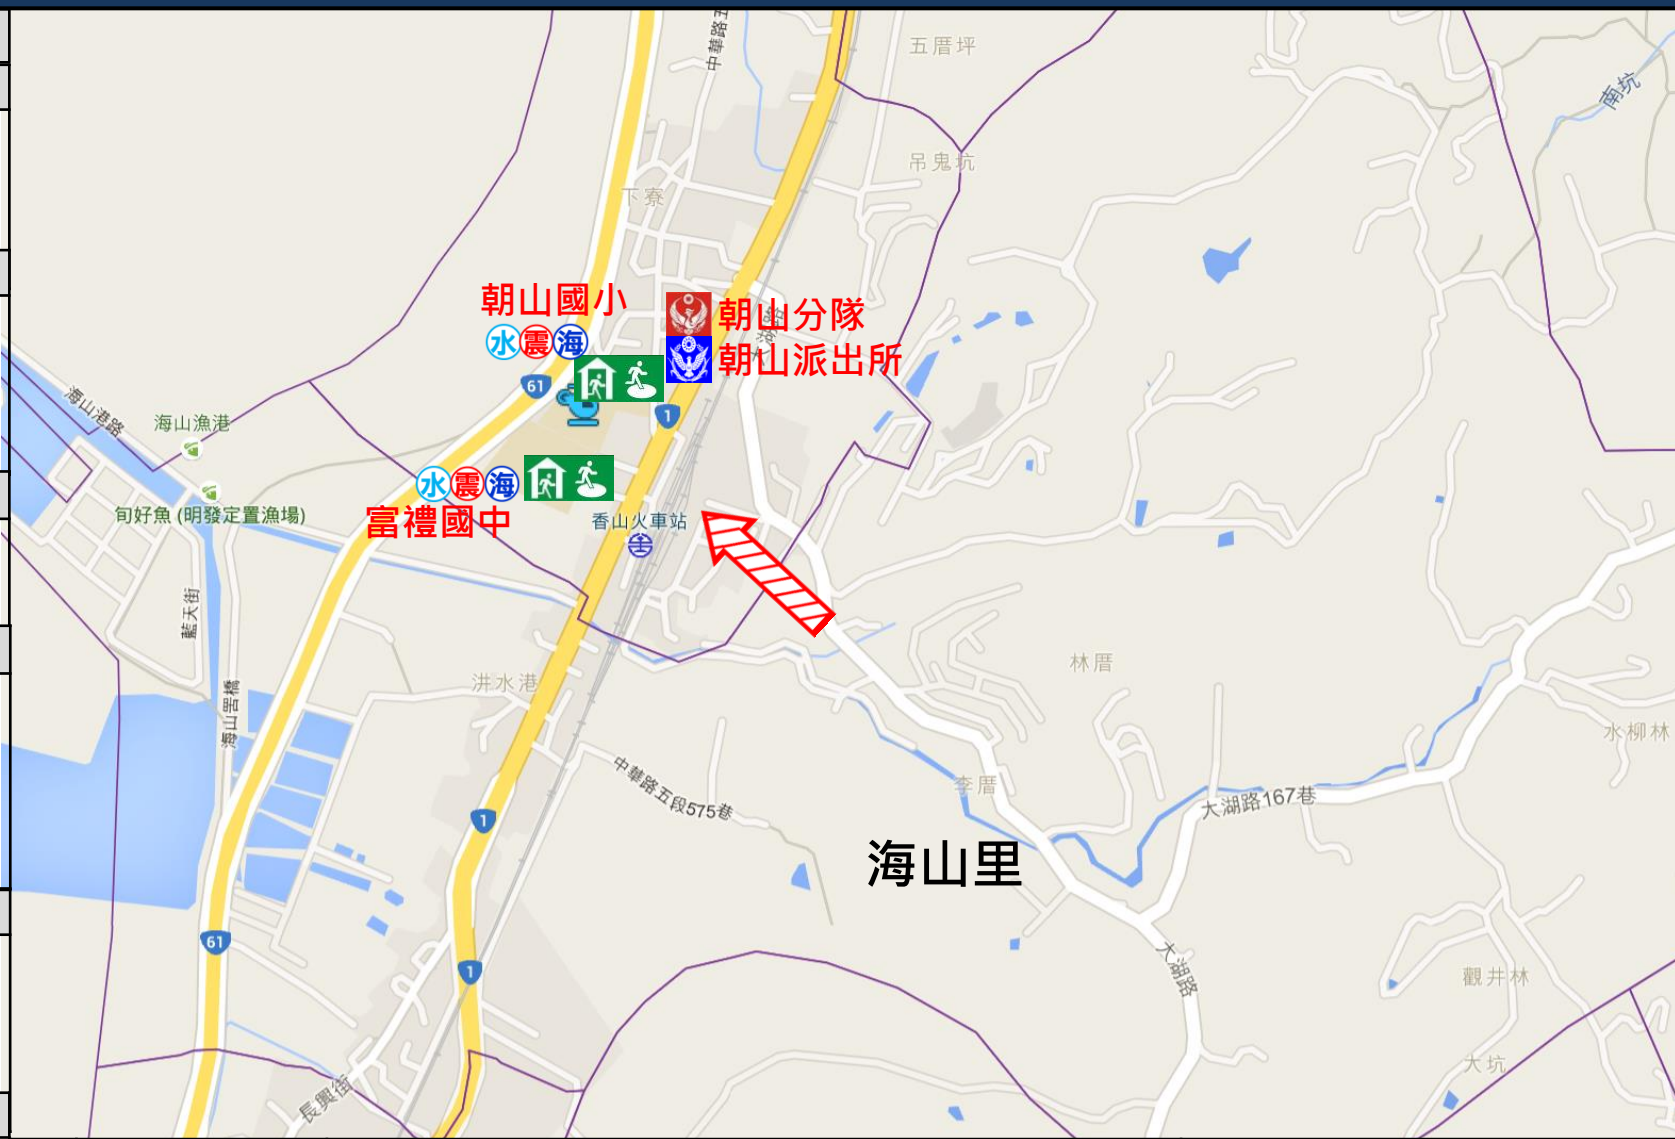 中華路五
五厝坪
南坑
吊鬼坑
下寮
朝山國小
水震海
朝山分隊
朝山派出所
大湖路
61
1
海山港路
海山漁港
水震海
富禮國中
旬好魚 (明發定置漁場)
香山火車站
藍天街
海山罟橋
洪水港
林厝
水柳林
中華路五段575巷
李厝
大湖路167巷
1
海山里
61
1
大湖路
觀井林
大坑
長興街